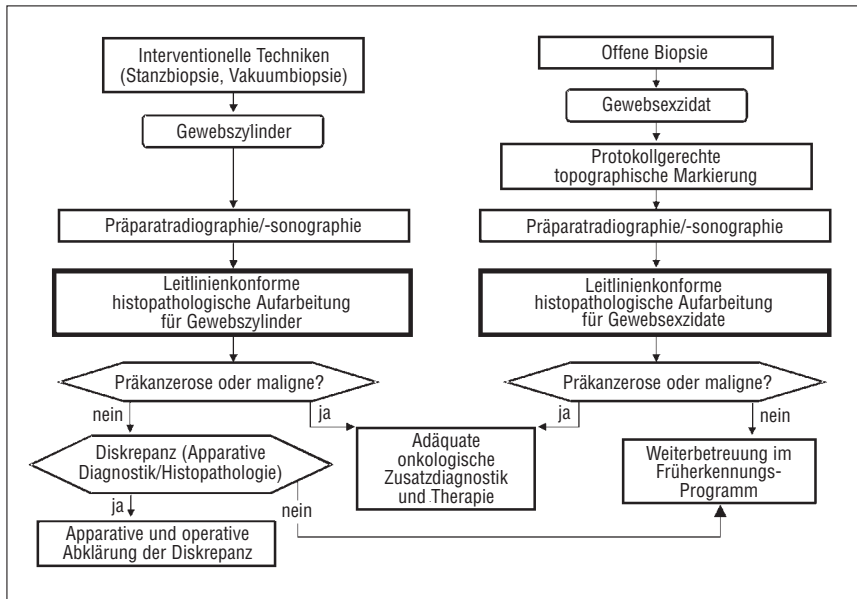 Interventionelle Techniken
(Stanzbiopsie, Vakuumbiopsie)
Gewebszylinder
Präparatradiographie/-sonographie
Leitlinienkonforme
histopathologische Aufarbeitung
für Gewebszylinder
Präkanzerose oder maligne?
nein
ja
Diskrepanz (Apparative
Diagnostik/Histopathologie)
ja
nein
Apparative und operative
Abklärung der Diskrepanz
Offene Biopsie
Gewebsexzidat
Protokollgerechte
topographische Markierung
Präparatradiographie/-sonographie
Leitlinienkonforme
histopathologische Aufarbeitung
für Gewebsexzidate
Präkanzerose oder maligne?
ja
nein
Adäquate
onkologische
Zusatzdiagnostik
und Therapie
Weiterbetreuung im
Früherkennungs-
Programm